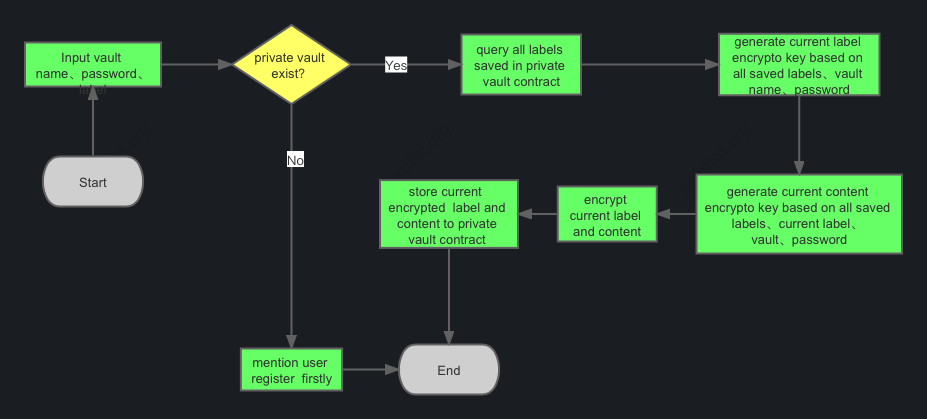 Input vault
name、password、
label
private vault
exist?
Yes
query all labels
saved in private
vault contract
generate current label
encrypto key based on
all saved labels、vault
name、password
No
Start
store current
encrypted label and
content to private
vault contract
encrypt
current label
and content
generate current content
encrypto key based on all saved
labels、current label、
vault、password
mention user
register firstly
End